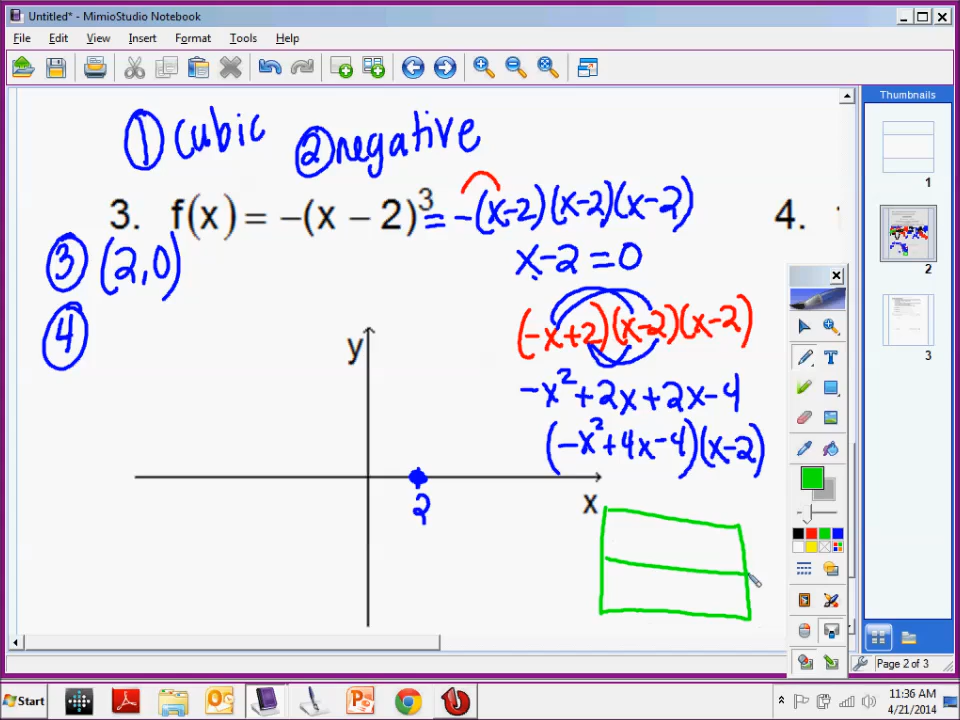 Untitled* - MimioStudio Notebook
File Edit View Insert Format Tools Help
Thumbnails
① cubic ② negative
3. f(x) = −(x − 2)³ = -(x-2)(x-2)(x-2)
4.
③ (2,0)
x-2=0
④
(-x+2)(x-2)(x-2)
y
-x²+2x+2x-4
(-x²+4x-4)(x-2)
x
2
1
2
3
T
Page 2 of 3
Start
11:36 AM
4/21/2014